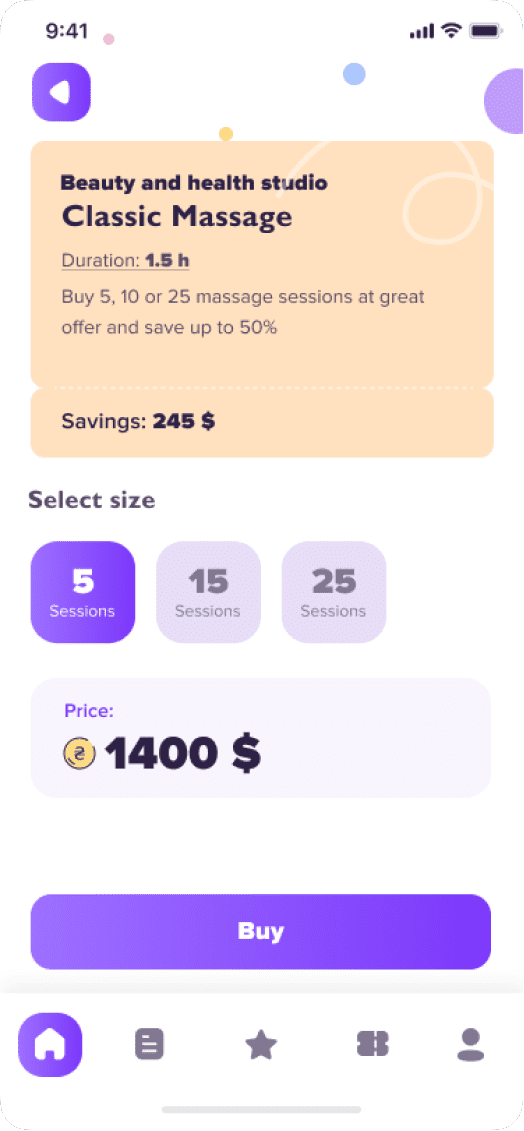 9:41
Beauty and health studio
Classic Massage
Duration: 1.5 h
Buy 5, 10 or 25 massage sessions at great
offer and save up to 50%
Savings: 245 $
Select size
5 15 25
Sessions Sessions Sessions
Price:
₴ 1400 $
Buy